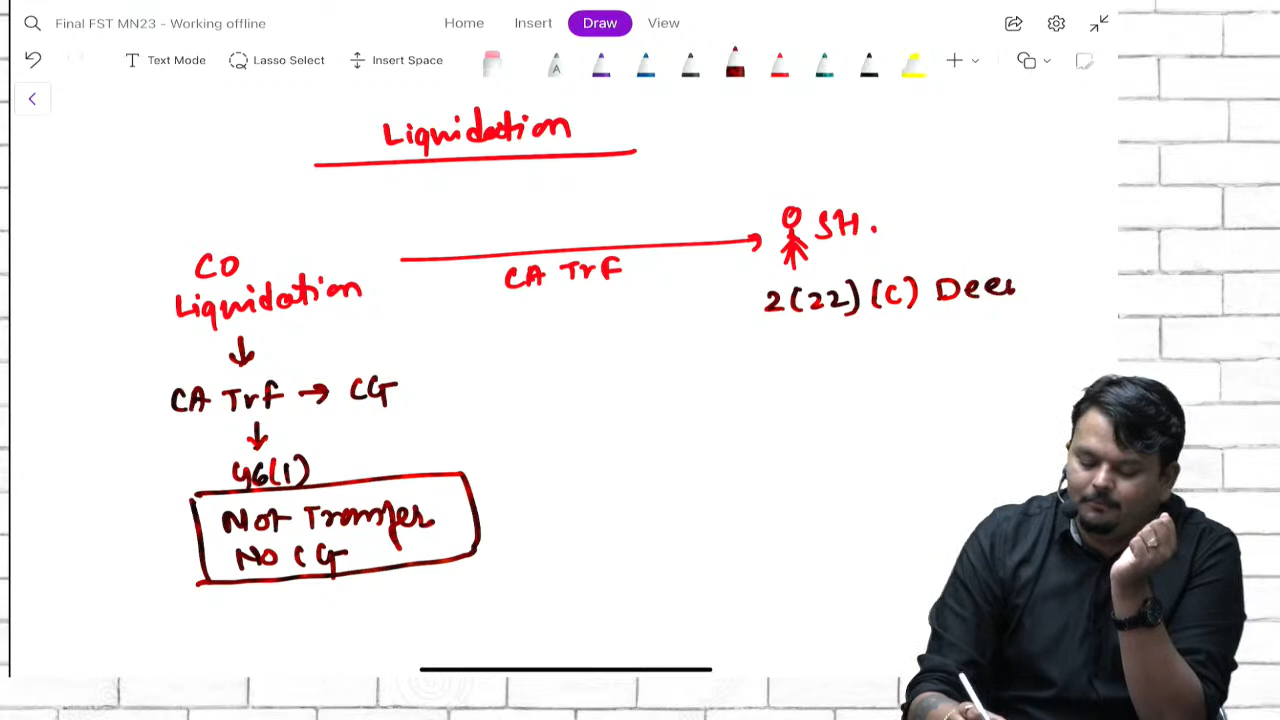 Final FST MN23 - Working offline
Home Insert Draw View
Text Mode Lasso Select Insert Space
A
Liquidation
SH.
CO
Liquidation
CA Trf
2(22)(C) Dee
CA Trf → CG
46(1)
Not Transfer
No CG